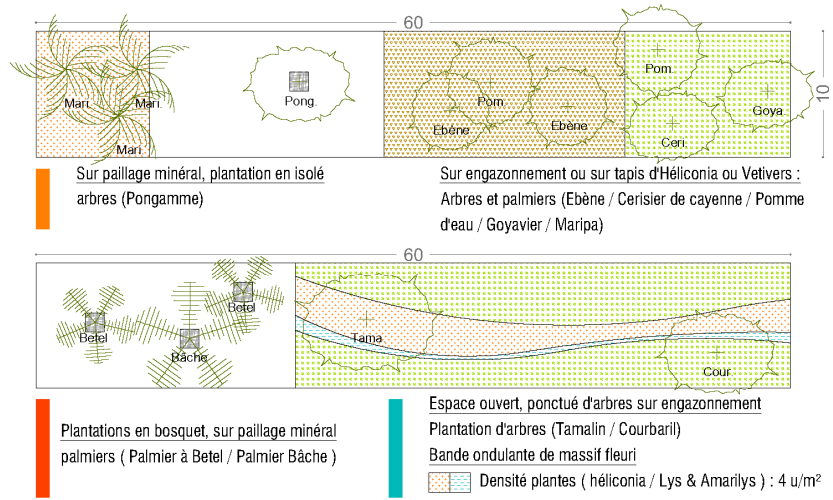 60
10
Mari.
Mari.
Mari.
Pong.
Ebène
Pom.
Ebène
Pom.
Ceri.
Goya.
Sur paillage minéral, plantation en isolé
arbres (Pongamme)
Sur engazonnement ou sur tapis d'Héliconia ou Vetivers :
Arbres et palmiers (Ebène / Cerisier de cayenne / Pomme
d'eau / Goyavier / Maripa)
60
Betel
Bâche
Betel
Tama
Cour.
Plantations en bosquet, sur paillage minéral
palmiers ( Palmier à Betel / Palmier Bâche )
Espace ouvert, ponctué d'arbres sur engazonnement
Plantation d'arbres (Tamalin / Courbaril)
Bande ondulante de massif fleuri
Densité plantes ( héliconia / Lys & Amarilys ) : 4 u/m²